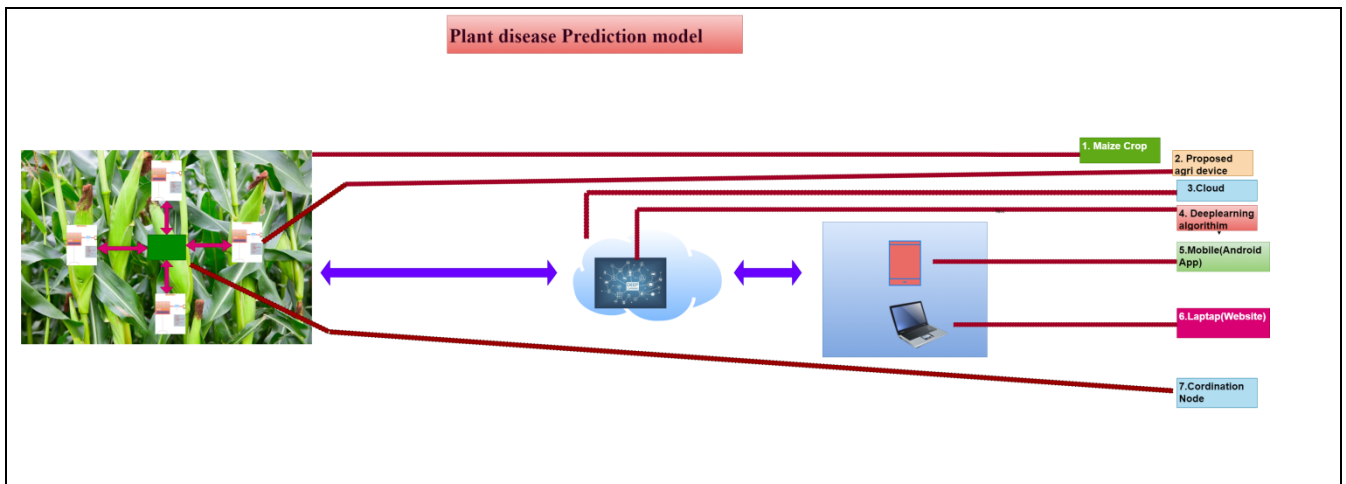 Plant disease Prediction model
1. Maize Crop
2. Proposed
agri device
3.Cloud
4. Deeplearning
algorithim
5.Mobile(Android
App)
6.Laptap(Website)
7.Cordination
Node